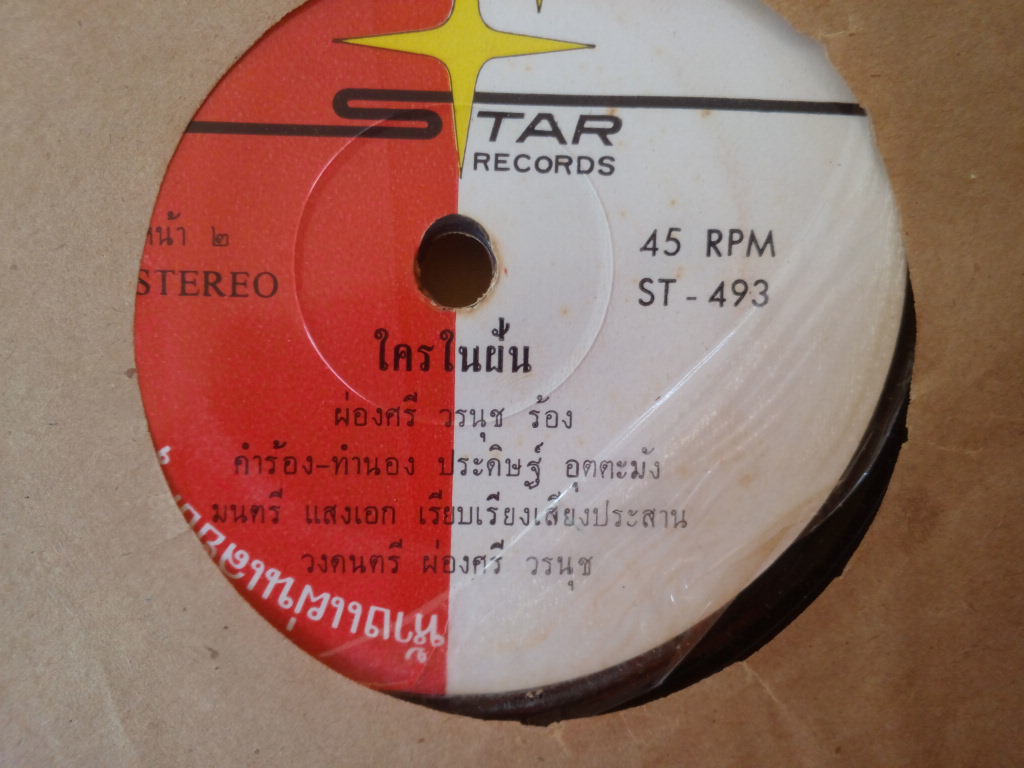 STAR
RECORDS
หน้า ๒
45 RPM
STEREO
ST - 493
ใครในฝัน
ผ่องศรี วรนุช ร้อง
คำร้อง-ทำนอง ประดิษฐ์ อุตตะมัง
มนตรี แสงเอก เรียบเรียงเสียงประสาน
วงดนตรี ผ่องศรี วรนุช